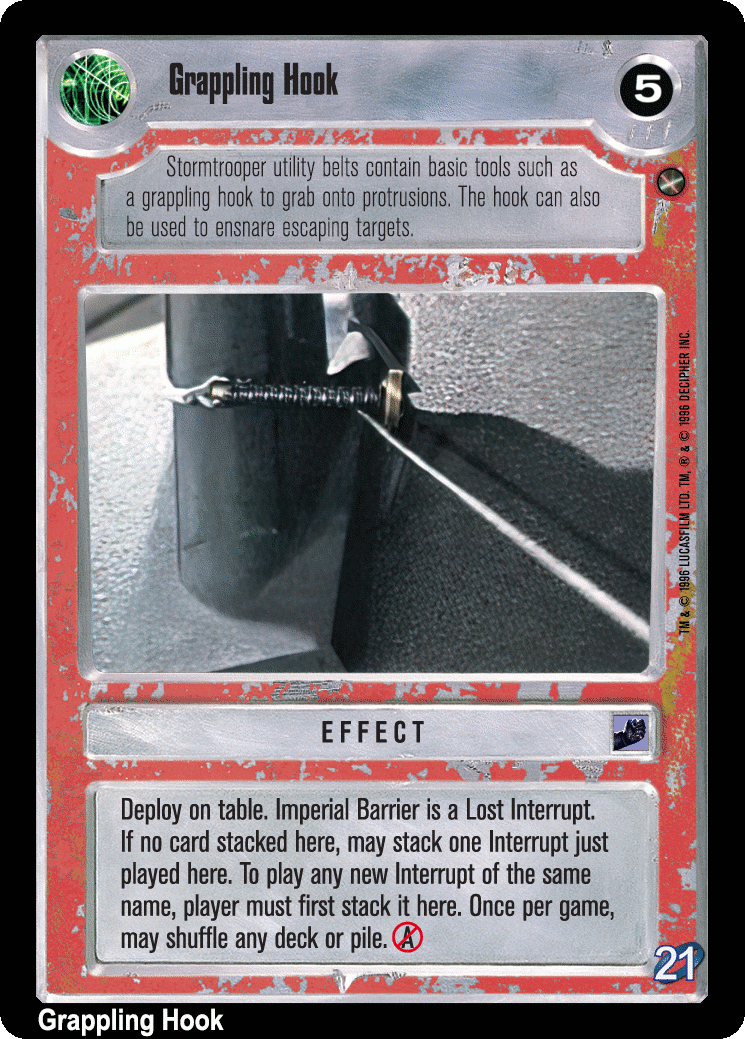 Grappling Hook
5
Stormtrooper utility belts contain basic tools such as
a grappling hook to grab onto protrusions. The hook can also
be used to ensnare escaping targets.
TM & © 1996 LUCASFILM LTD. TM, ® & © 1996 DECIPHER INC.
EFFECT
Deploy on table. Imperial Barrier is a Lost Interrupt.
If no card stacked here, may stack one Interrupt just
played here. To play any new Interrupt of the same
name, player must first stack it here. Once per game,
may shuffle any deck or pile. A
21
Grappling Hook